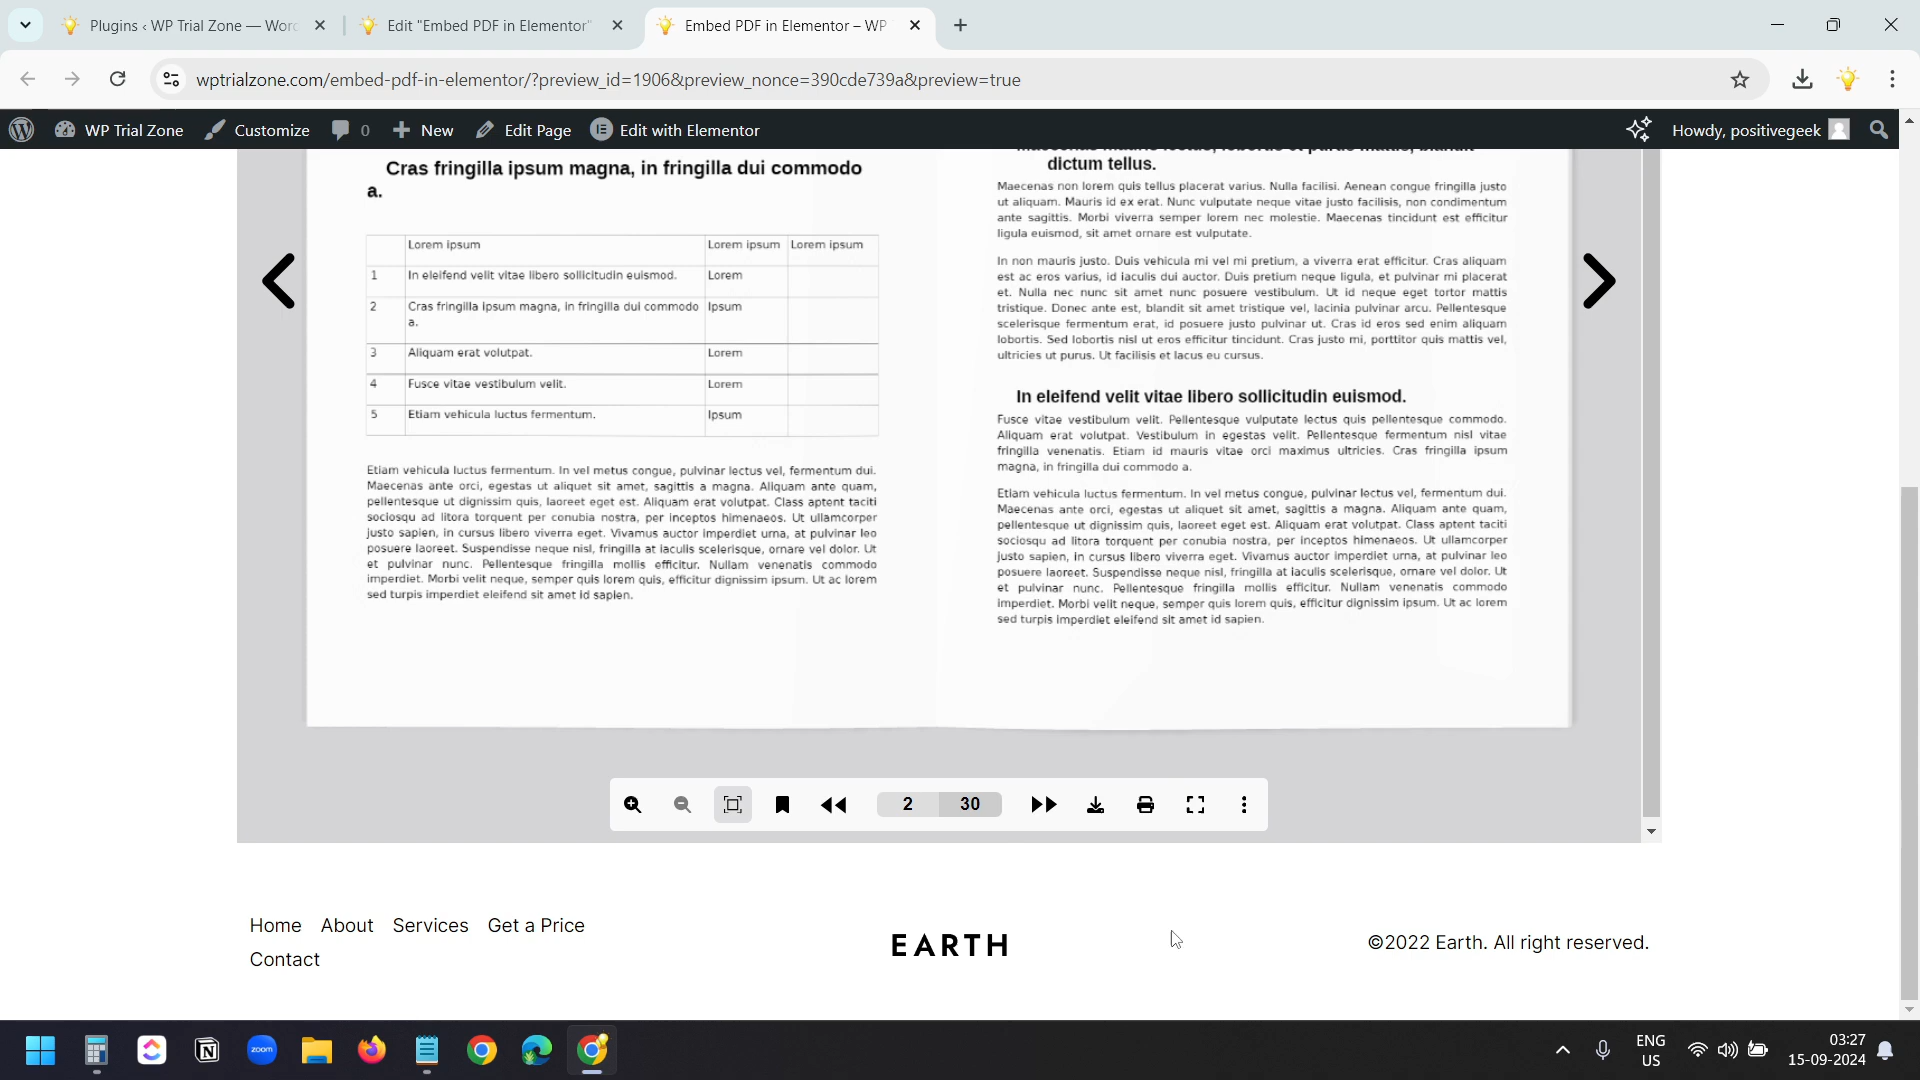 Plugins ‹ WP Trial Zone — Wor
Edit "Embed PDF in Elementor"
Embed PDF in Elementor – WP
wptrialzone.com/embed-pdf-in-elementor/?preview_id=1906&preview_nonce=390cde739a&preview=true
WP Trial Zone
Customize
0
New
Edit Page
Edit with Elementor
Howdy, positivegeek
Cras fringilla ipsum magna, in fringilla dui commodo
a.
Lorem ipsum Lorem ipsum Lorem ipsum
1 In eleifend velit vitae libero sollicitudin euismod. Lorem
2 Cras fringilla ipsum magna, in fringilla dui commodo Ipsum
a.
3 Aliquam erat volutpat. Lorem
4 Fusce vitae vestibulum velit. Lorem
5 Etiam vehicula luctus fermentum. Ipsum
Etiam vehicula luctus fermentum. In vel metus congue, pulvinar lectus vel, fermentum dui.
Maecenas ante orci, egestas ut aliquet sit amet, sagittis a magna. Aliquam ante quam,
pellentesque ut dignissim quis, laoreet eget est. Aliquam erat volutpat. Class aptent taciti
sociosqu ad litora torquent per conubia nostra, per inceptos himenaeos. Ut ullamcorper
justo sapien, in cursus libero viverra eget. Vivamus auctor imperdiet urna, at pulvinar leo
posuere laoreet. Suspendisse neque nisl, fringilla at iaculis scelerisque, ornare vel dolor. Ut
et pulvinar nunc. Pellentesque fringilla mollis efficitur. Nullam venenatis commodo
imperdiet. Morbi velit neque, semper quis lorem quis, efficitur dignissim ipsum. Ut ac lorem
sed turpis imperdiet eleifend sit amet id sapien.
Maecenas mauris lectus, lobortis et purus mattis, blandit
dictum tellus.
Maecenas non lorem quis tellus placerat varius. Nulla facilisi. Aenean congue fringilla justo
ut aliquam. Mauris id ex erat. Nunc vulputate neque vitae justo facilisis, non condimentum
ante sagittis. Morbi viverra semper lorem nec molestie. Maecenas tincidunt est efficitur
ligula euismod, sit amet ornare est vulputate.
In non mauris justo. Duis vehicula mi vel mi pretium, a viverra erat efficitur. Cras aliquam
est ac eros varius, id iaculis dui auctor. Duis pretium neque ligula, et pulvinar mi placerat
et. Nulla nec nunc sit amet nunc posuere vestibulum. Ut id neque eget tortor mattis
tristique. Donec ante est, blandit sit amet tristique vel, lacinia pulvinar arcu. Pellentesque
scelerisque fermentum erat, id posuere justo pulvinar ut. Cras id eros sed enim aliquam
lobortis. Sed lobortis nisl ut eros efficitur tincidunt. Cras justo mi, porttitor quis mattis vel,
ultricies ut purus. Ut facilisis et lacus eu cursus.
In eleifend velit vitae libero sollicitudin euismod.
Fusce vitae vestibulum velit. Pellentesque vulputate lectus quis pellentesque commodo.
Aliquam erat volutpat. Vestibulum in egestas velit. Pellentesque fermentum nisl vitae
fringilla venenatis. Etiam id mauris vitae orci maximus ultricies. Cras fringilla ipsum
magna, in fringilla dui commodo a.
Etiam vehicula luctus fermentum. In vel metus congue, pulvinar lectus vel, fermentum dui.
Maecenas ante orci, egestas ut aliquet sit amet, sagittis a magna. Aliquam ante quam,
pellentesque ut dignissim quis, laoreet eget est. Aliquam erat volutpat. Class aptent taciti
sociosqu ad litora torquent per conubia nostra, per inceptos himenaeos. Ut ullamcorper
justo sapien, in cursus libero viverra eget. Vivamus auctor imperdiet urna, at pulvinar leo
posuere laoreet. Suspendisse neque nisl, fringilla at iaculis scelerisque, ornare vel dolor. Ut
et pulvinar nunc. Pellentesque fringilla mollis efficitur. Nullam venenatis commodo
imperdiet. Morbi velit neque, semper quis lorem quis, efficitur dignissim ipsum. Ut ac lorem
sed turpis imperdiet eleifend sit amet id sapien.
2 30
Home About Services Get a Price
Contact
EARTH
©2022 Earth. All right reserved.
zoom
ENG
US
03:27
15-09-2024